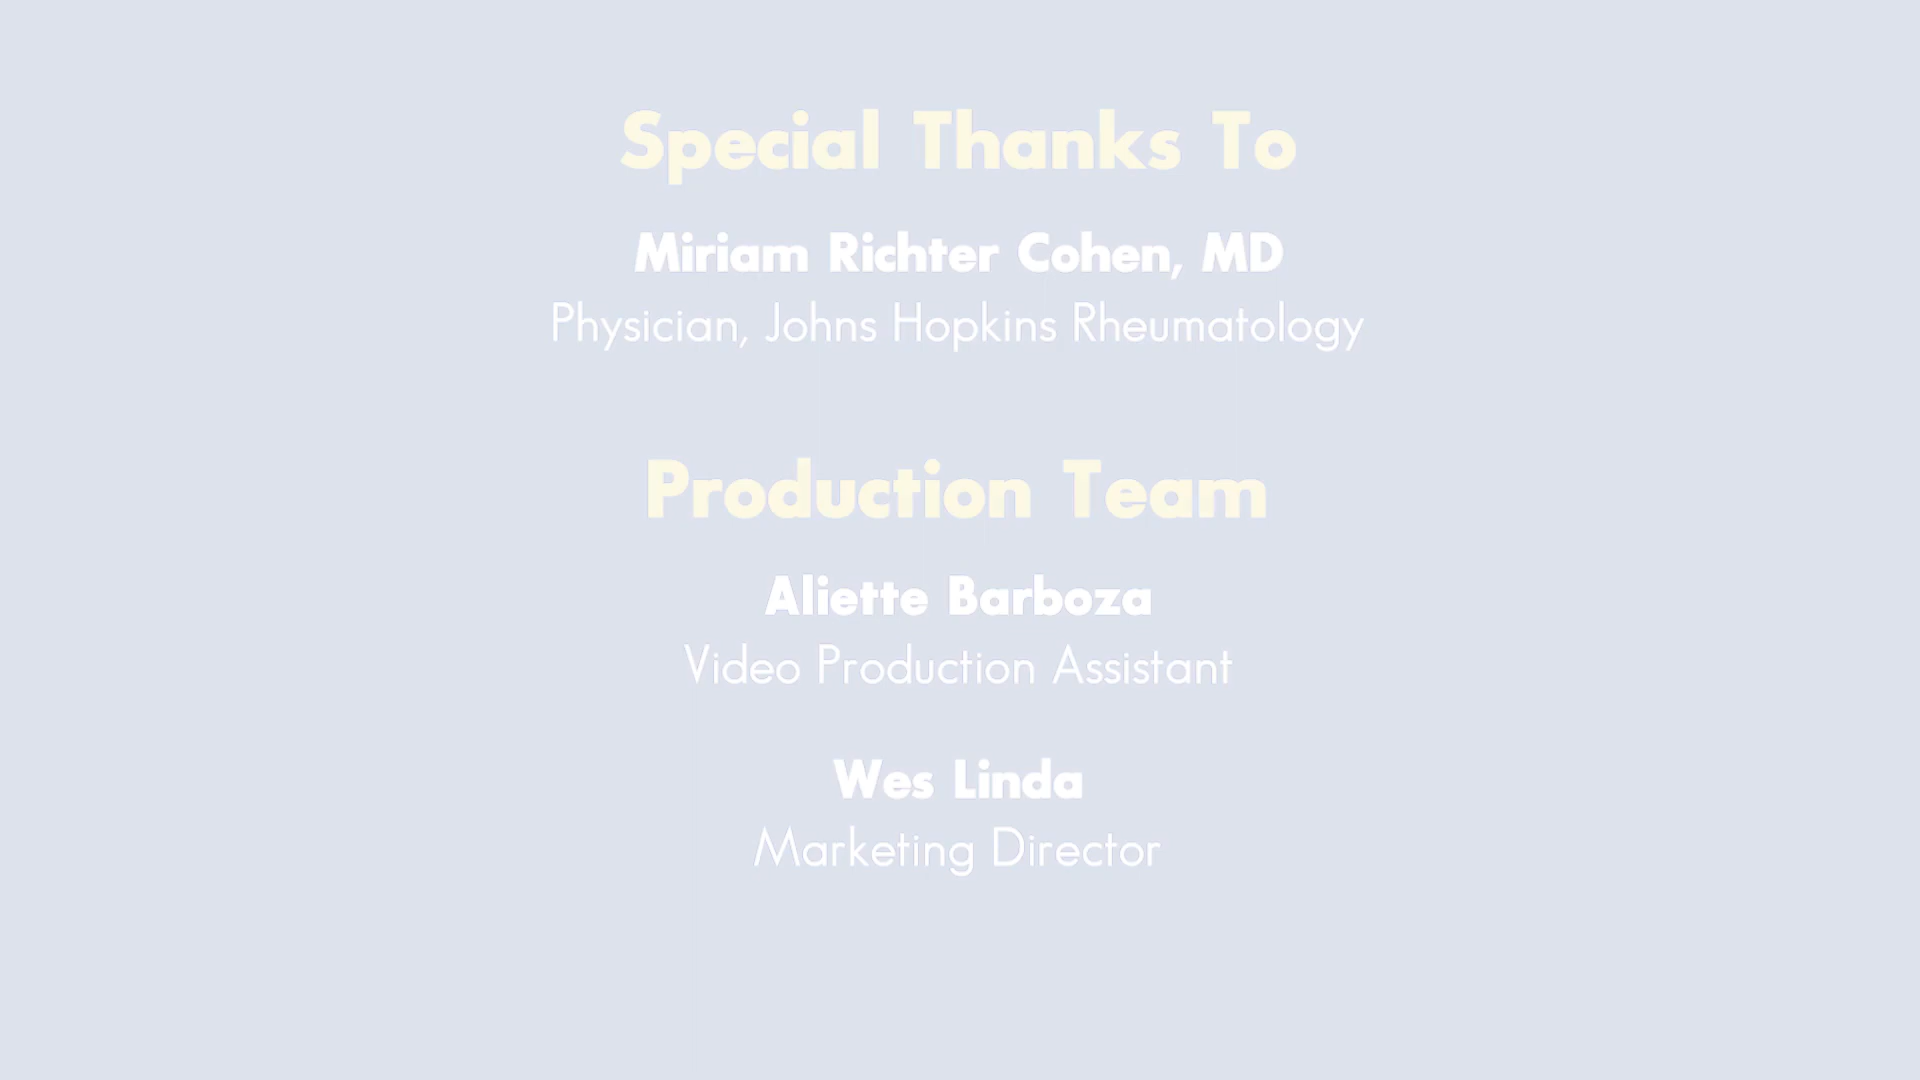 Special Thanks To
Miriam Richter Cohen, MD
Physician, Johns Hopkins Rheumatology
Production Team
Aliette Barboza
Video Production Assistant
Wes Linda
Marketing Director